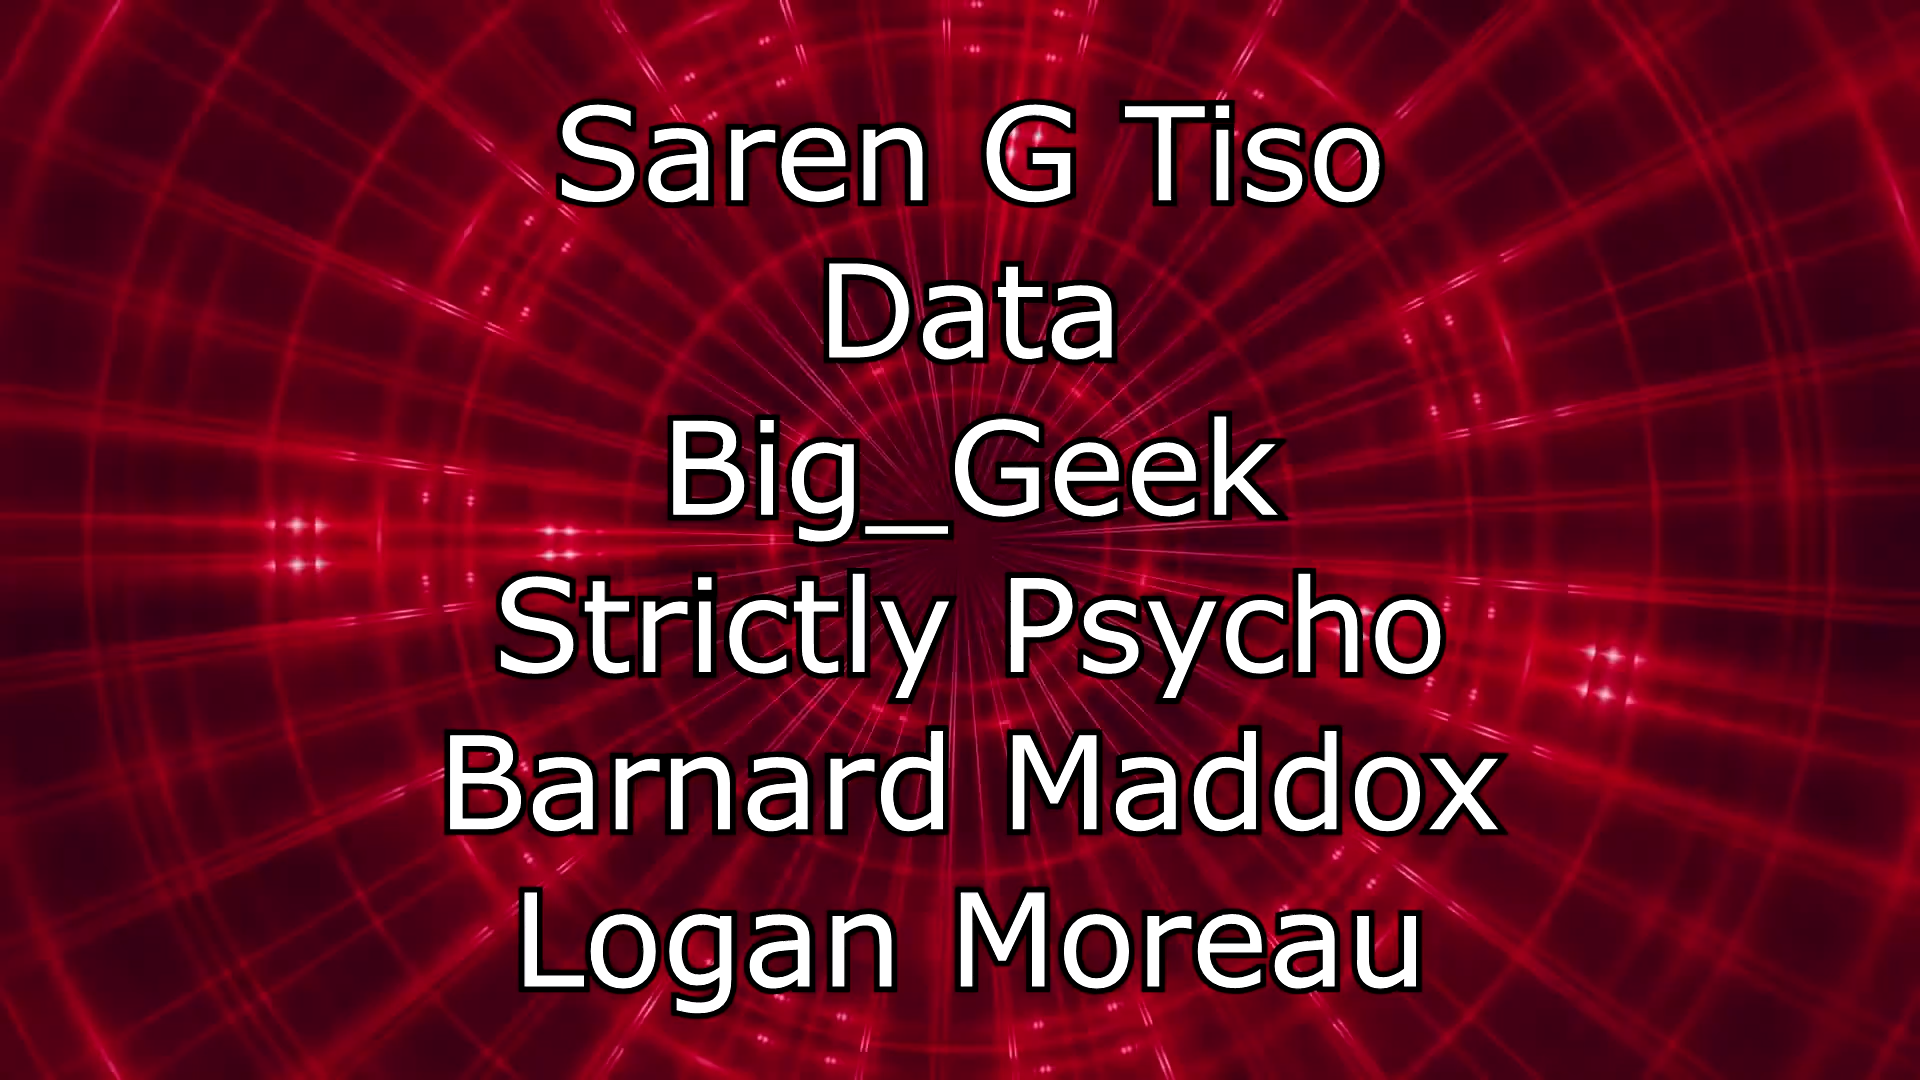 Saren G Tiso
Data
Big_Geek
Strictly Psycho
Barnard Maddox
Logan Moreau